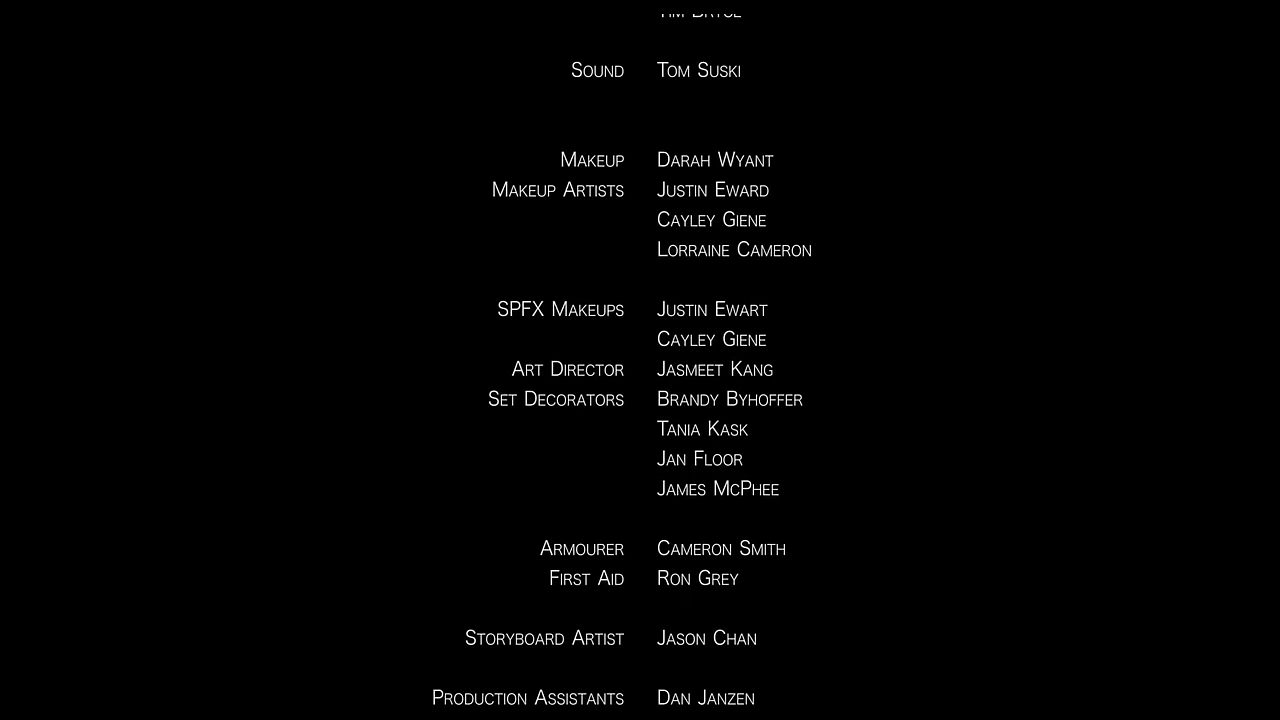 Sound Tom Suski
Makeup Darah Wyant
Makeup Artists Justin Eward
Cayley Giene
Lorraine Cameron
SPFX Makeups Justin Ewart
Cayley Giene
Art Director Jasmeet Kang
Set Decorators Brandy Byhoffer
Tania Kask
Jan Floor
James McPhee
Armourer Cameron Smith
First Aid Ron Grey
Storyboard Artist Jason Chan
Production Assistants Dan Janzen